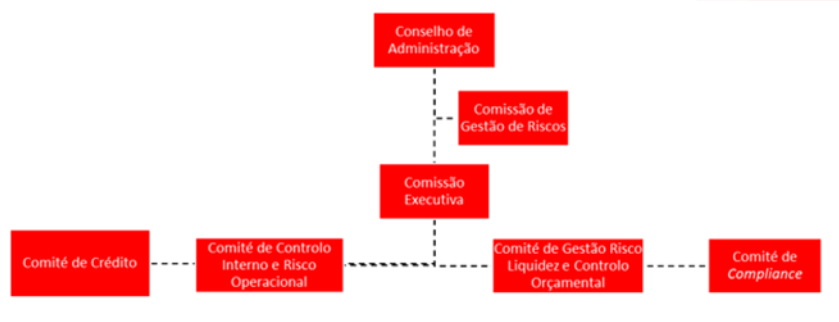 Conselho de
Administração
Comissão de
Gestão de Riscos
Comissão
Executiva
Comité de Crédito
Comité de Controlo
Interno e Risco
Operacional
Comité de Gestão Risco
Liquidez e Controlo
Orçamental
Comité de
Compliance